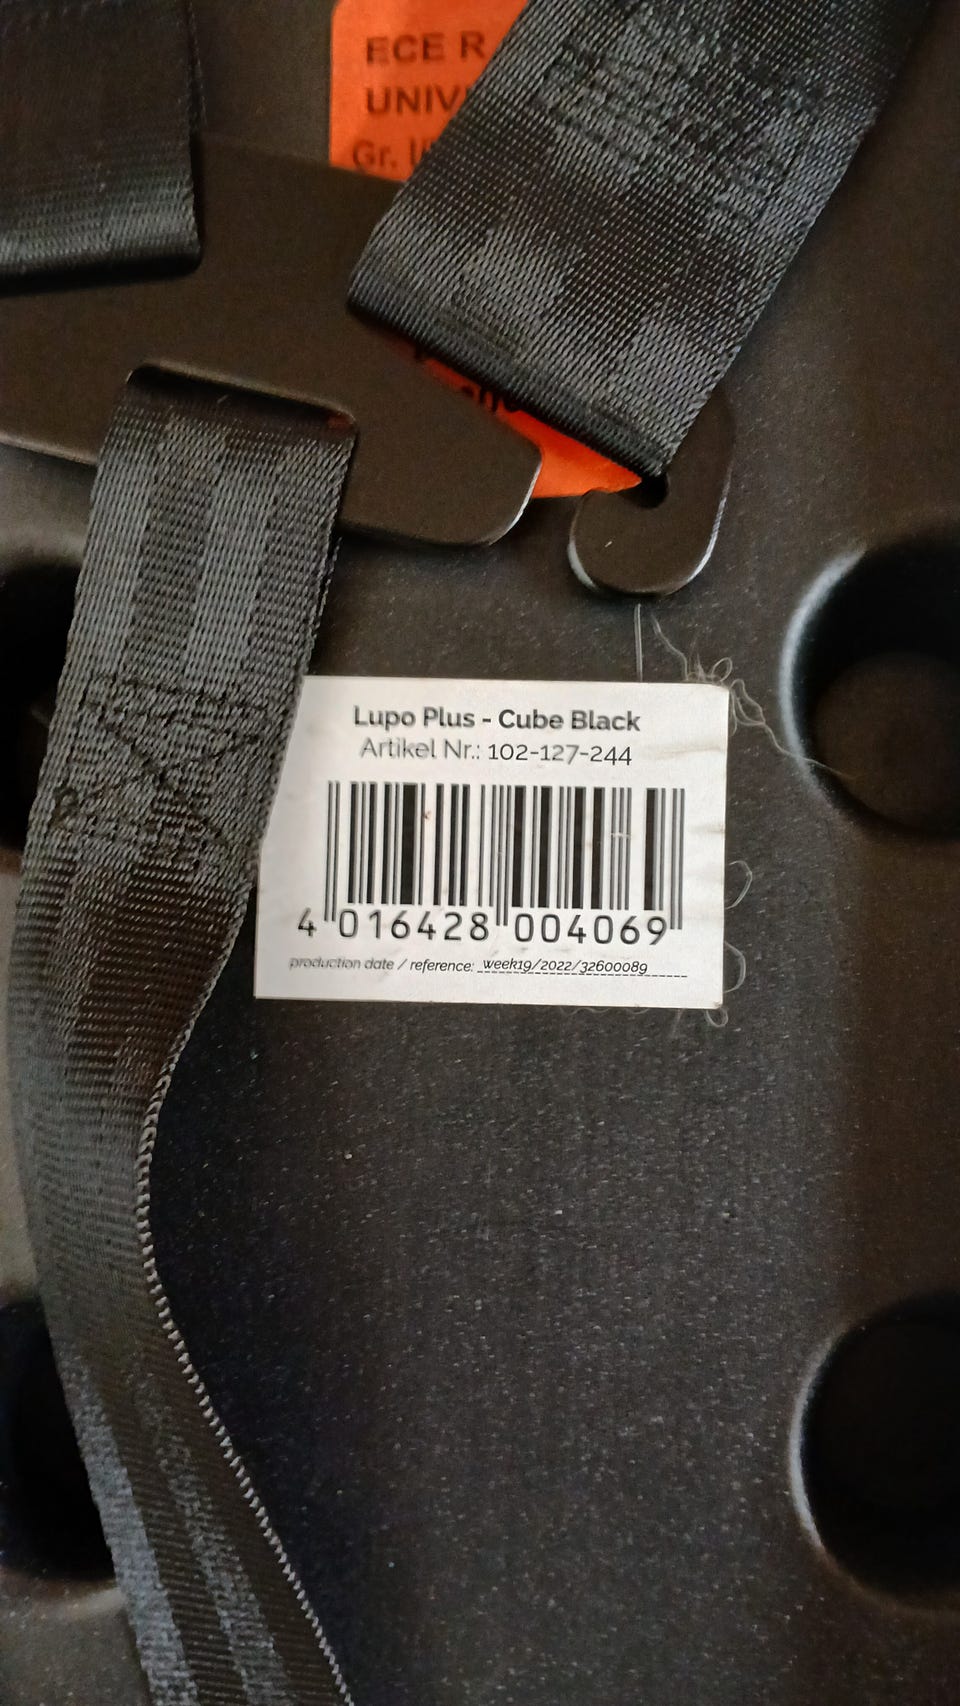 ECE R
Gr.
Lupo Plus - Cube Black
Artikel Nr.: 102-127-244
4 016428 004069
production date / reference: week19/2022/32600089